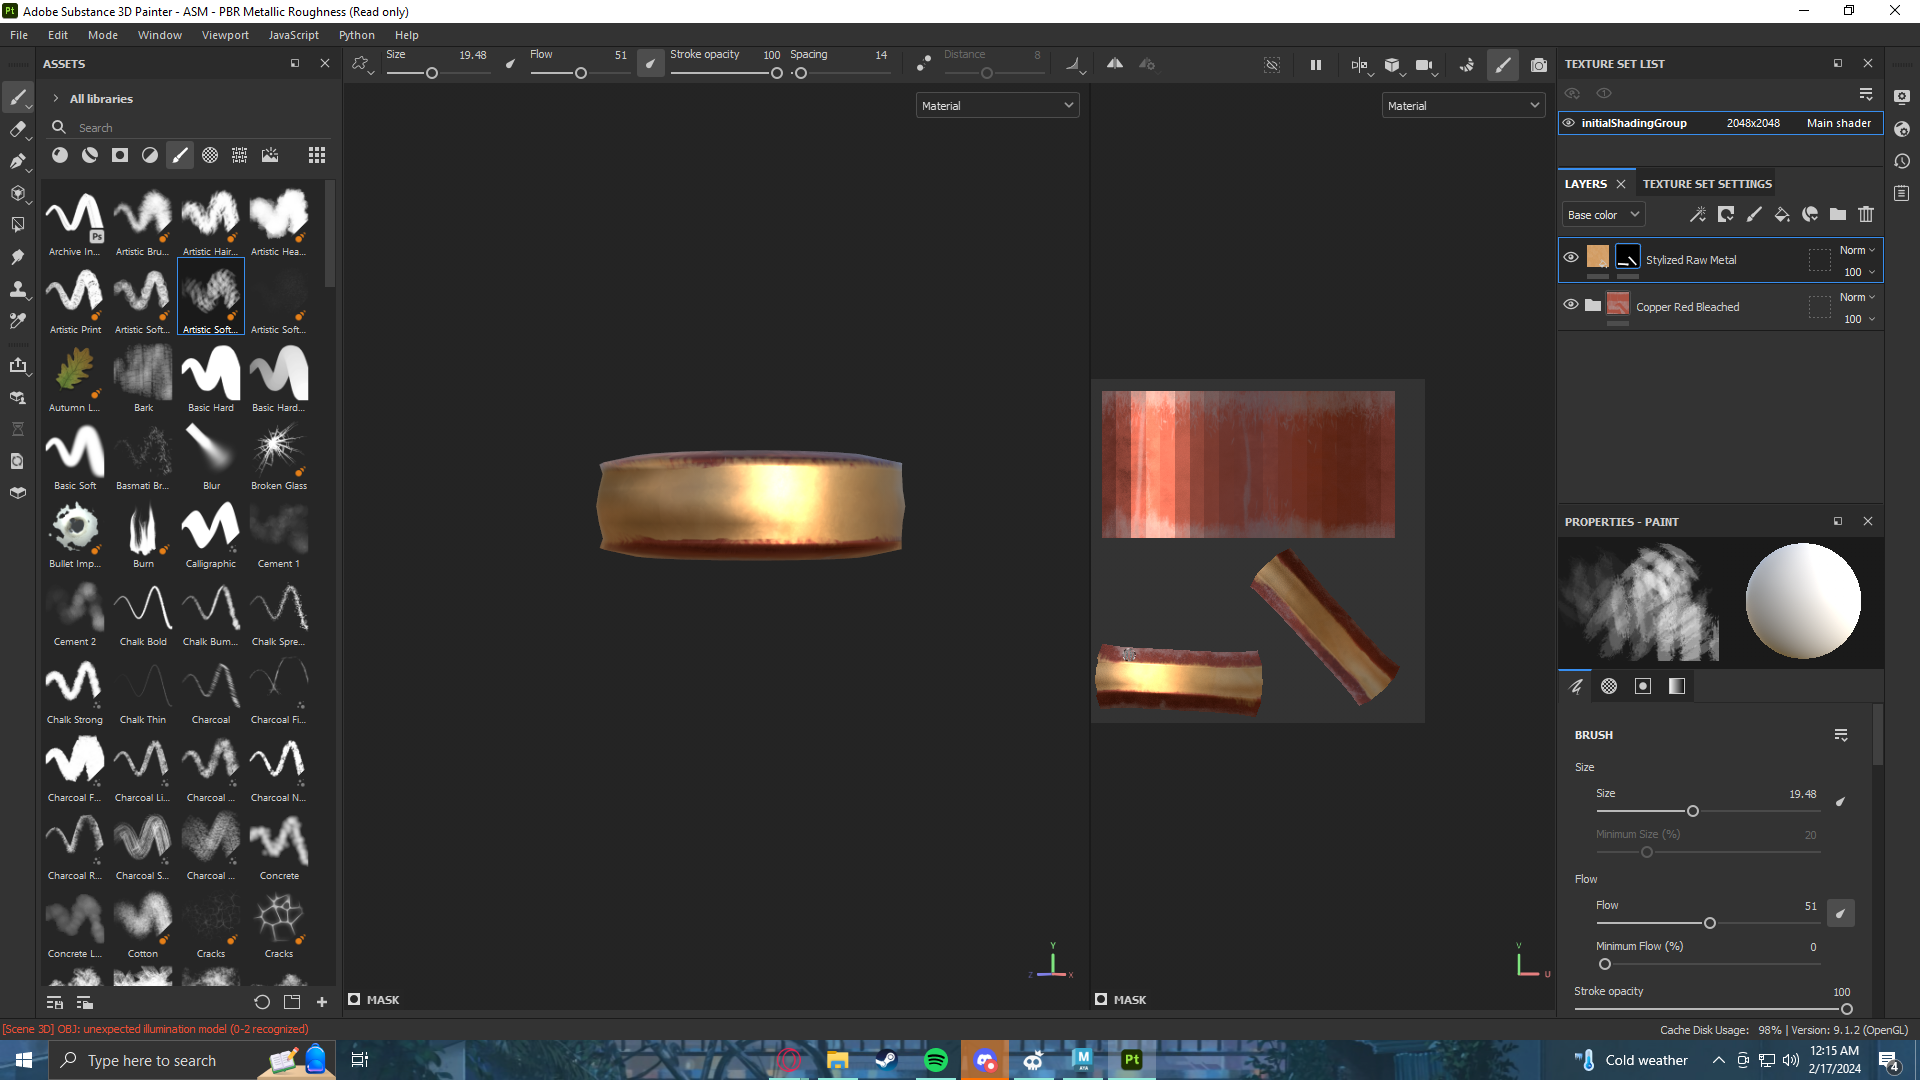 Adobe Substance 3D Painter - ASM - PBR Metallic Roughness (Read only)
File Edit Mode Window Viewport JavaScript Python Help
ASSETS
All libraries
Search
Archive In...
Artistic Bru...
Artistic Hair...
Artistic Hea...
Artistic Print
Artistic Soft...
Artistic Soft...
Artistic Soft...
Autumn L...
Bark
Basic Hard
Basic Hard...
Basic Soft
Basmati Br...
Blur
Broken Glass
Bullet Imp...
Burn
Calligraphic
Cement 1
Cement 2
Chalk Bold
Chalk Bum...
Chalk Spre...
Chalk Strong
Chalk Thin
Charcoal
Charcoal Fi...
Charcoal F...
Charcoal Li...
Charcoal ...
Charcoal N...
Charcoal R...
Charcoal S...
Charcoal ...
Concrete
Concrete L...
Cotton
Cracks
Cracks
Size 19.48
Flow 51
Stroke opacity 100
Spacing 14
Distance 8
Material
Y
Z
X
MASK
Material
V
U
MASK
TEXTURE SET LIST
initialShadingGroup 2048x2048 Main shader
LAYERS TEXTURE SET SETTINGS
Base color
Stylized Raw Metal
Norm
100
Copper Red Bleached
Norm
100
PROPERTIES - PAINT
BRUSH
Size
Size 19.48
Minimum Size (%) 20
Flow
Flow 51
Minimum Flow (%) 0
Stroke opacity 100
[Scene 3D] OBJ: unexpected illumination model (0-2 recognized)
Cache Disk Usage: 98% | Version: 9.1.2 (OpenGL)
Type here to search
Cold weather
12:15 AM
2/17/2024
4